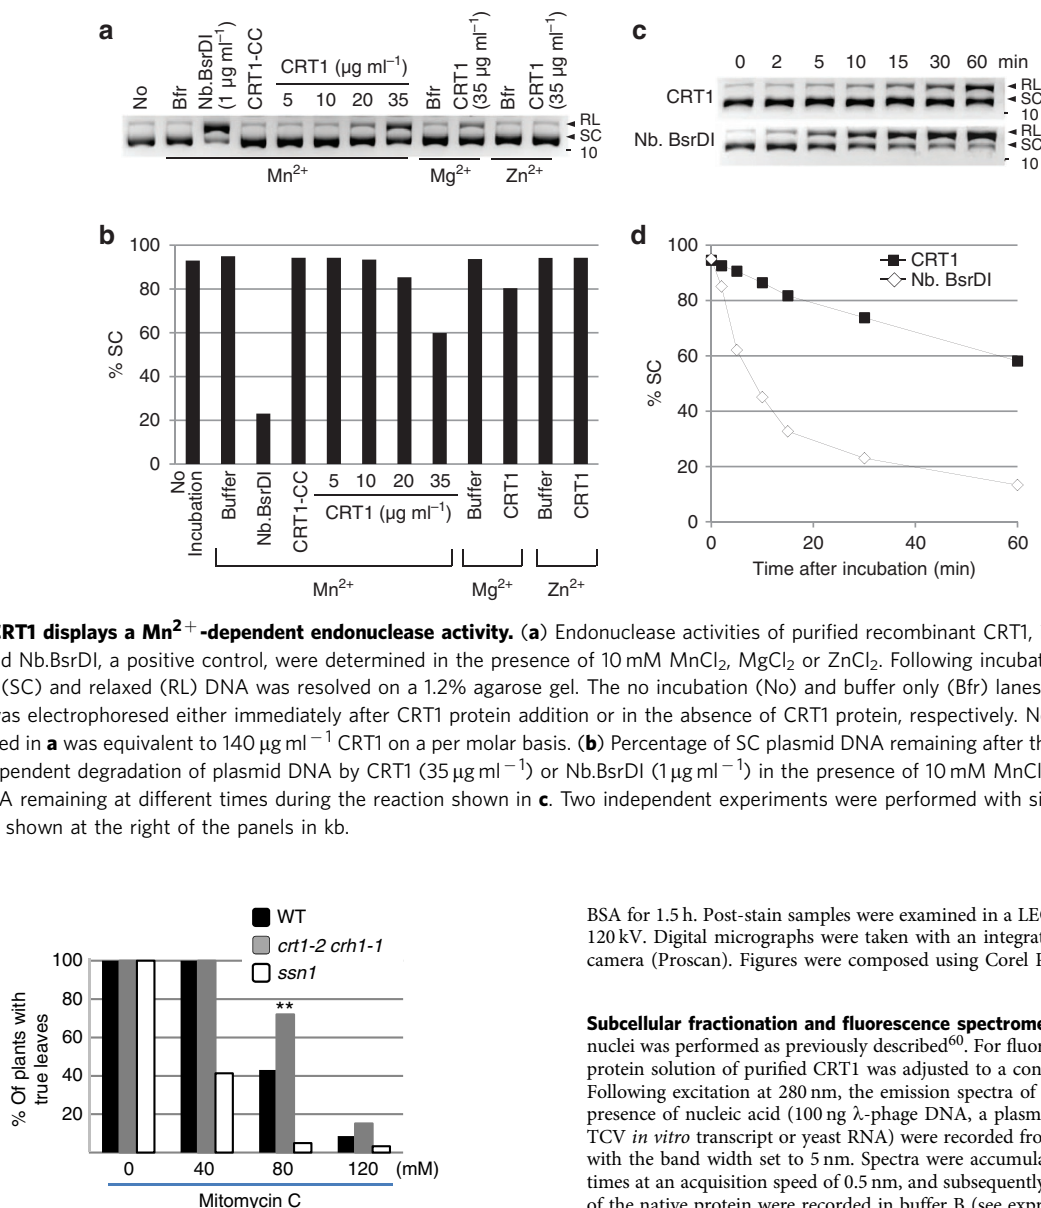 a
No
Bfr
Nb.BsrDI
(1 µg ml−1)
CRT1-CC
CRT1 (µg ml−1)
5 10 20 35
Bfr
CRT1
(35 µg ml−1)
Bfr
CRT1
(35 µg ml−1)
RL
SC
10
Mn2+ Mg2+ Zn2+
c
0 2 5 10 15 30 60 min
CRT1
RL
SC
10
Nb. BsrDI
RL
SC
10
b
% SC
100
80
60
40
20
0
No
Incubation
Buffer
Nb.BsrDI
CRT1-CC
5 10 20 35
CRT1 (µg ml−1)
Buffer
CRT1
Buffer
CRT1
Mn2+ Mg2+ Zn2+
d
% SC
100
80
60
40
20
0
CRT1
Nb. BsrDI
0 20 40 60
Time after incubation (min)
CRT1 displays a Mn2+-dependent endonuclease activity. (a) Endonuclease activities of purified recombinant CRT1,
d Nb.BsrDI, a positive control, were determined in the presence of 10 mM MnCl2, MgCl2 or ZnCl2. Following incubat
(SC) and relaxed (RL) DNA was resolved on a 1.2% agarose gel. The no incubation (No) and buffer only (Bfr) lanes
was electrophoresed either immediately after CRT1 protein addition or in the absence of CRT1 protein, respectively. N
ed in a was equivalent to 140 µg ml−1 CRT1 on a per molar basis. (b) Percentage of SC plasmid DNA remaining after th
pendent degradation of plasmid DNA by CRT1 (35 µg ml−1) or Nb.BsrDI (1 µg ml−1) in the presence of 10 mM MnCl
A remaining at different times during the reaction shown in c. Two independent experiments were performed with si
shown at the right of the panels in kb.
WT
crt1-2 crh1-1
ssn1
% Of plants with
true leaves
100
80
60
40
20
**
0 40 80 120 (mM)
Mitomycin C
BSA for 1.5 h. Post-stain samples were examined in a LE
120 kV. Digital micrographs were taken with an integrat
camera (Proscan). Figures were composed using Corel P
Subcellular fractionation and fluorescence spectrome
nuclei was performed as previously described60. For fluor
protein solution of purified CRT1 was adjusted to a con
Following excitation at 280 nm, the emission spectra of
presence of nucleic acid (100 ng λ-phage DNA, a plasm
TCV in vitro transcript or yeast RNA) were recorded fro
with the band width set to 5 nm. Spectra were accumula
times at an acquisition speed of 0.5 nm, and subsequently
of the native protein were recorded in buffer B (see expr